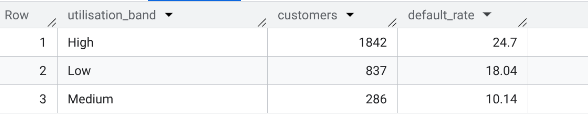 Row utilisation_band customers default_rate
1 High 1842 24.7
2 Low 837 18.04
3 Medium 286 10.14